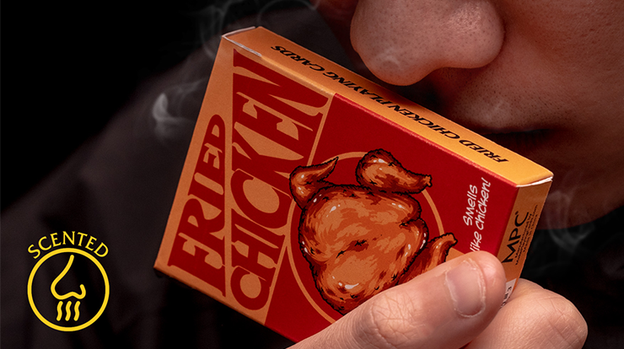 FRIED CHICKEN PLAYING CARDS
FRIED
CHICKEN
Smells
like chicken!
MPC
SCENTED